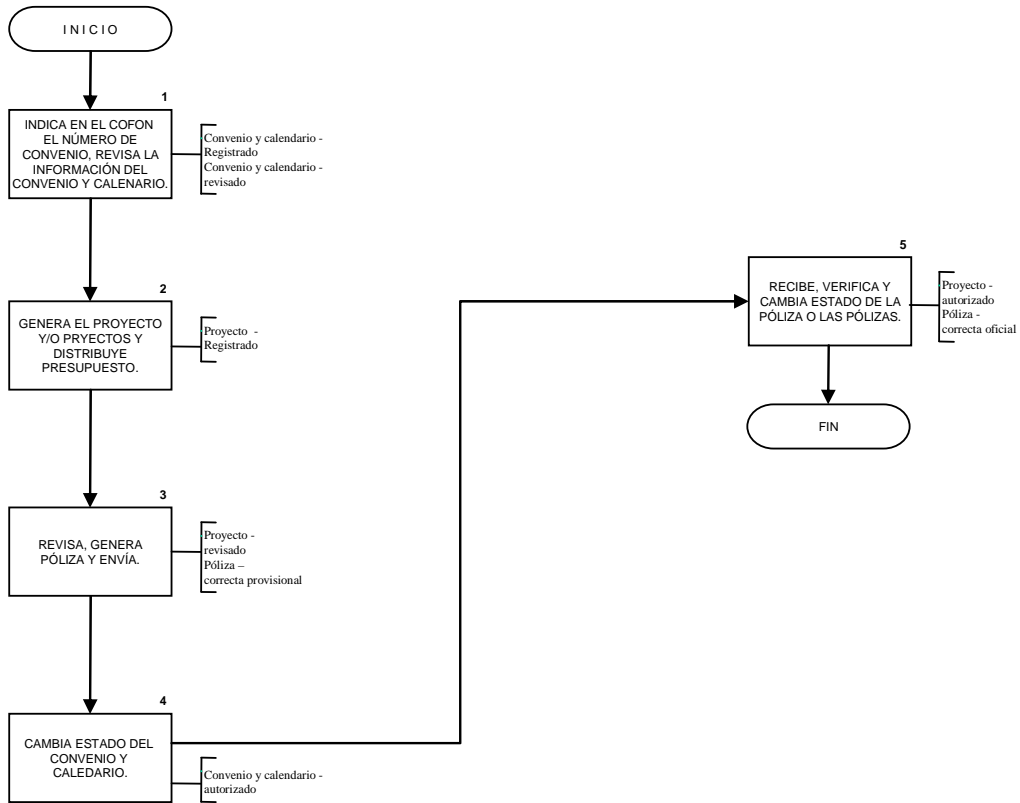 I N I C I O
1
INDICA EN EL COFON
EL NÚMERO DE
CONVENIO, REVISA LA
INFORMACIÓN DEL
CONVENIO Y CALENARIO.
Convenio y calendario -
Registrado
Convenio y calendario -
revisado
2
GENERA EL PROYECTO
Y/O PRYECTOS Y
DISTRIBUYE
PRESUPUESTO.
Proyecto -
Registrado
3
REVISA, GENERA
PÓLIZA Y ENVÍA.
Proyecto -
revisado
Póliza –
correcta provisional
4
CAMBIA ESTADO DEL
CONVENIO Y
CALEDARIO.
Convenio y calendario -
autorizado
5
RECIBE, VERIFICA Y
CAMBIA ESTADO DE LA
PÓLIZA O LAS PÓLIZAS.
Proyecto -
autorizado
Póliza -
correcta oficial
FIN